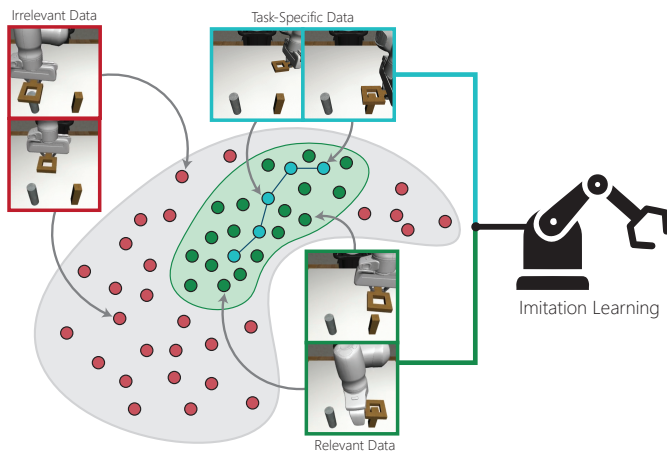 Irrelevant Data
Task-Specific Data
Imitation Learning
Relevant Data